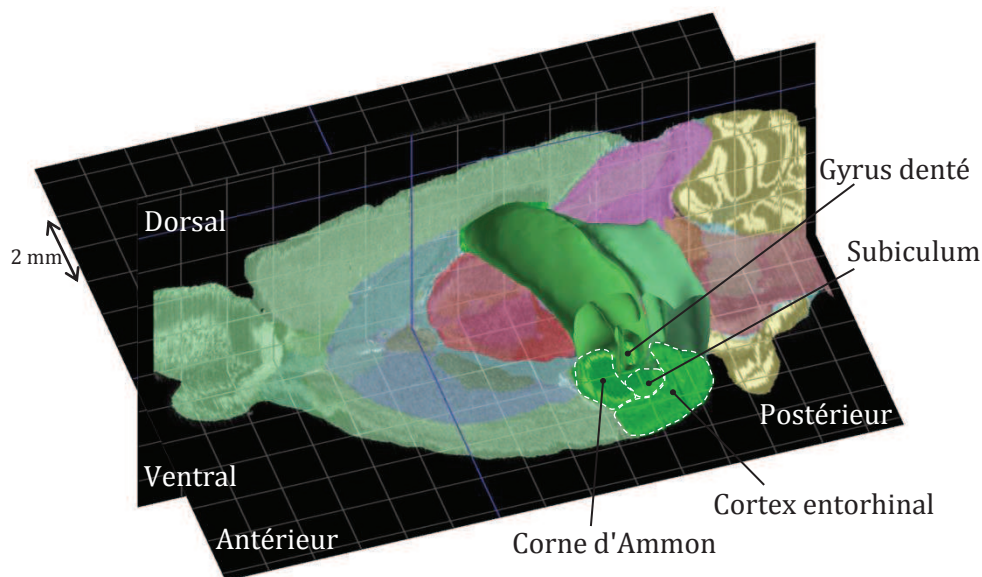 Gyrus denté
Dorsal
Subiculum
2 mm
Postérieur
Ventral
Cortex entorhinal
Antérieur
Corne d'Ammon